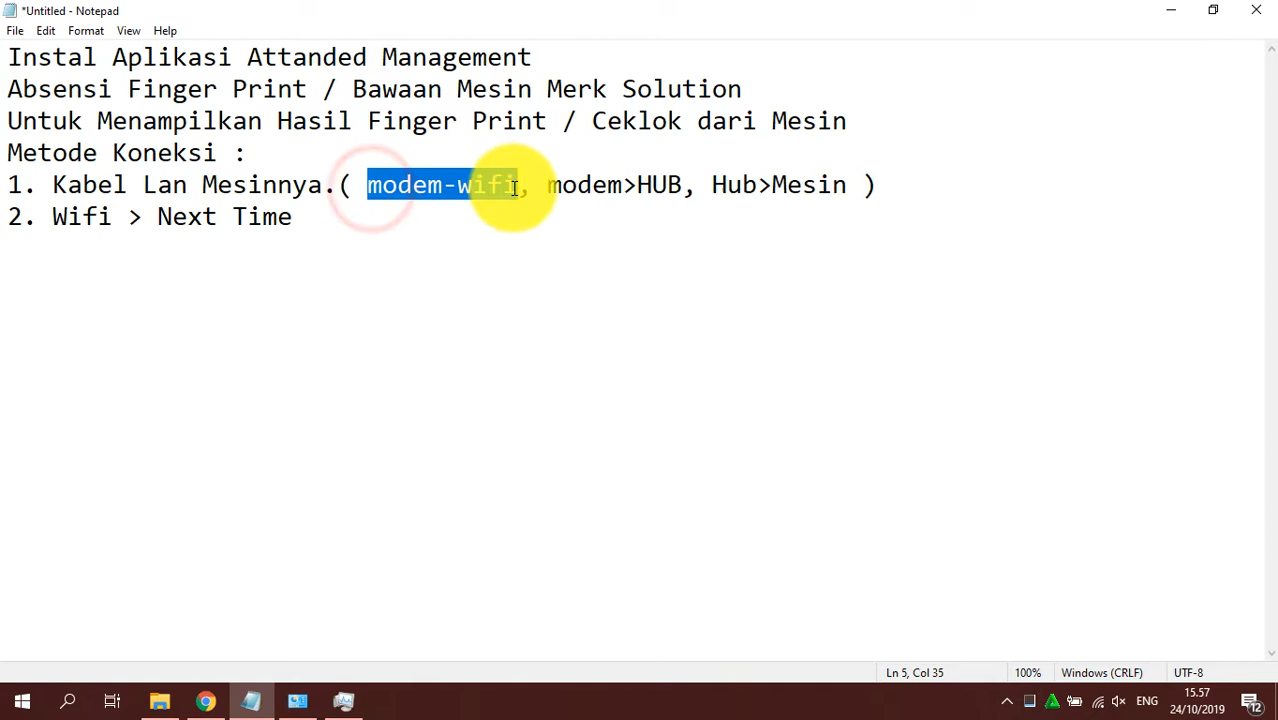 *Untitled - Notepad
File Edit Format View Help
Instal Aplikasi Attanded Management
Absensi Finger Print / Bawaan Mesin Merk Solution
Untuk Menampilkan Hasil Finger Print / Ceklok dari Mesin
Metode Koneksi :
1. Kabel Lan Mesinnya.( modem-wifi, modem>HUB, Hub>Mesin )
2. Wifi > Next Time
Ln 5, Col 35 100% Windows (CRLF) UTF-8
ENG
15.57
24/10/2019
12